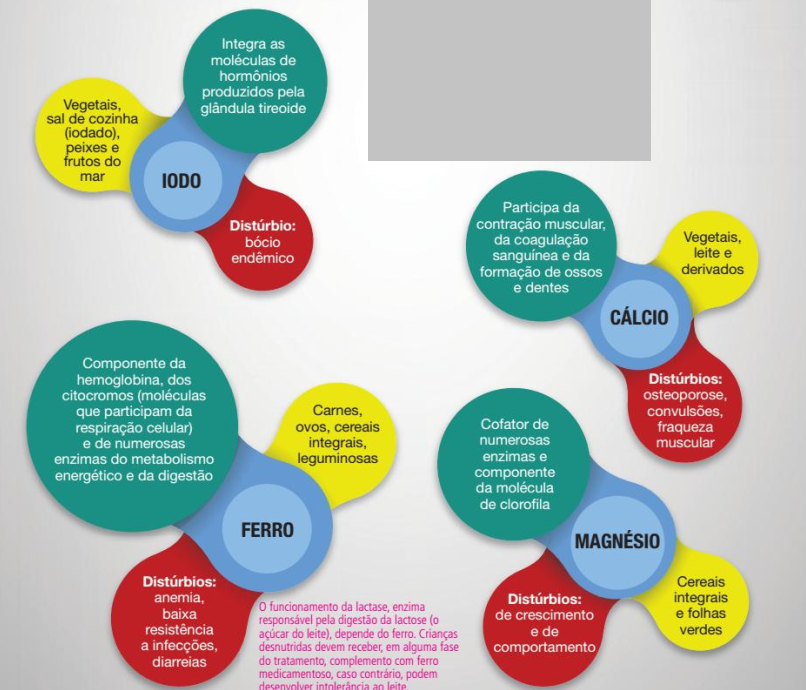 Integra as
moléculas de
hormônios
produzidos pela
glândula tireoide
Vegetais,
sal de cozinha
(iodado),
peixes e
frutos do
mar
IODO
Distúrbio:
bócio
endêmico
Participa da
contração muscular,
da coagulação
sanguínea e da
formação de ossos
e dentes
Vegetais,
leite e
derivados
CÁLCIO
Distúrbios:
osteoporose,
convulsões,
fraqueza
muscular
Componente da
hemoglobina, dos
citocromos (moléculas
que participam da
respiração celular)
e de numerosas
enzimas do metabolismo
energético e da digestão
Carnes,
ovos, cereais
integrais,
leguminosas
FERRO
Distúrbios:
anemia,
baixa
resistência
a infecções,
diarreias
O funcionamento da lactase, enzima
responsável pela digestão da lactose (o
açúcar do leite), depende do ferro. Crianças
desnutridas devem receber, em alguma fase
do tratamento, complemento com ferro
medicamentoso, caso contrário, podem
desenvolver intolerância ao leite.
Cofator de
numerosas
enzimas e
componente
da molécula
de clorofila
MAGNÉSIO
Distúrbios:
de crescimento
e de
comportamento
Cereais
integrais
e folhas
verdes